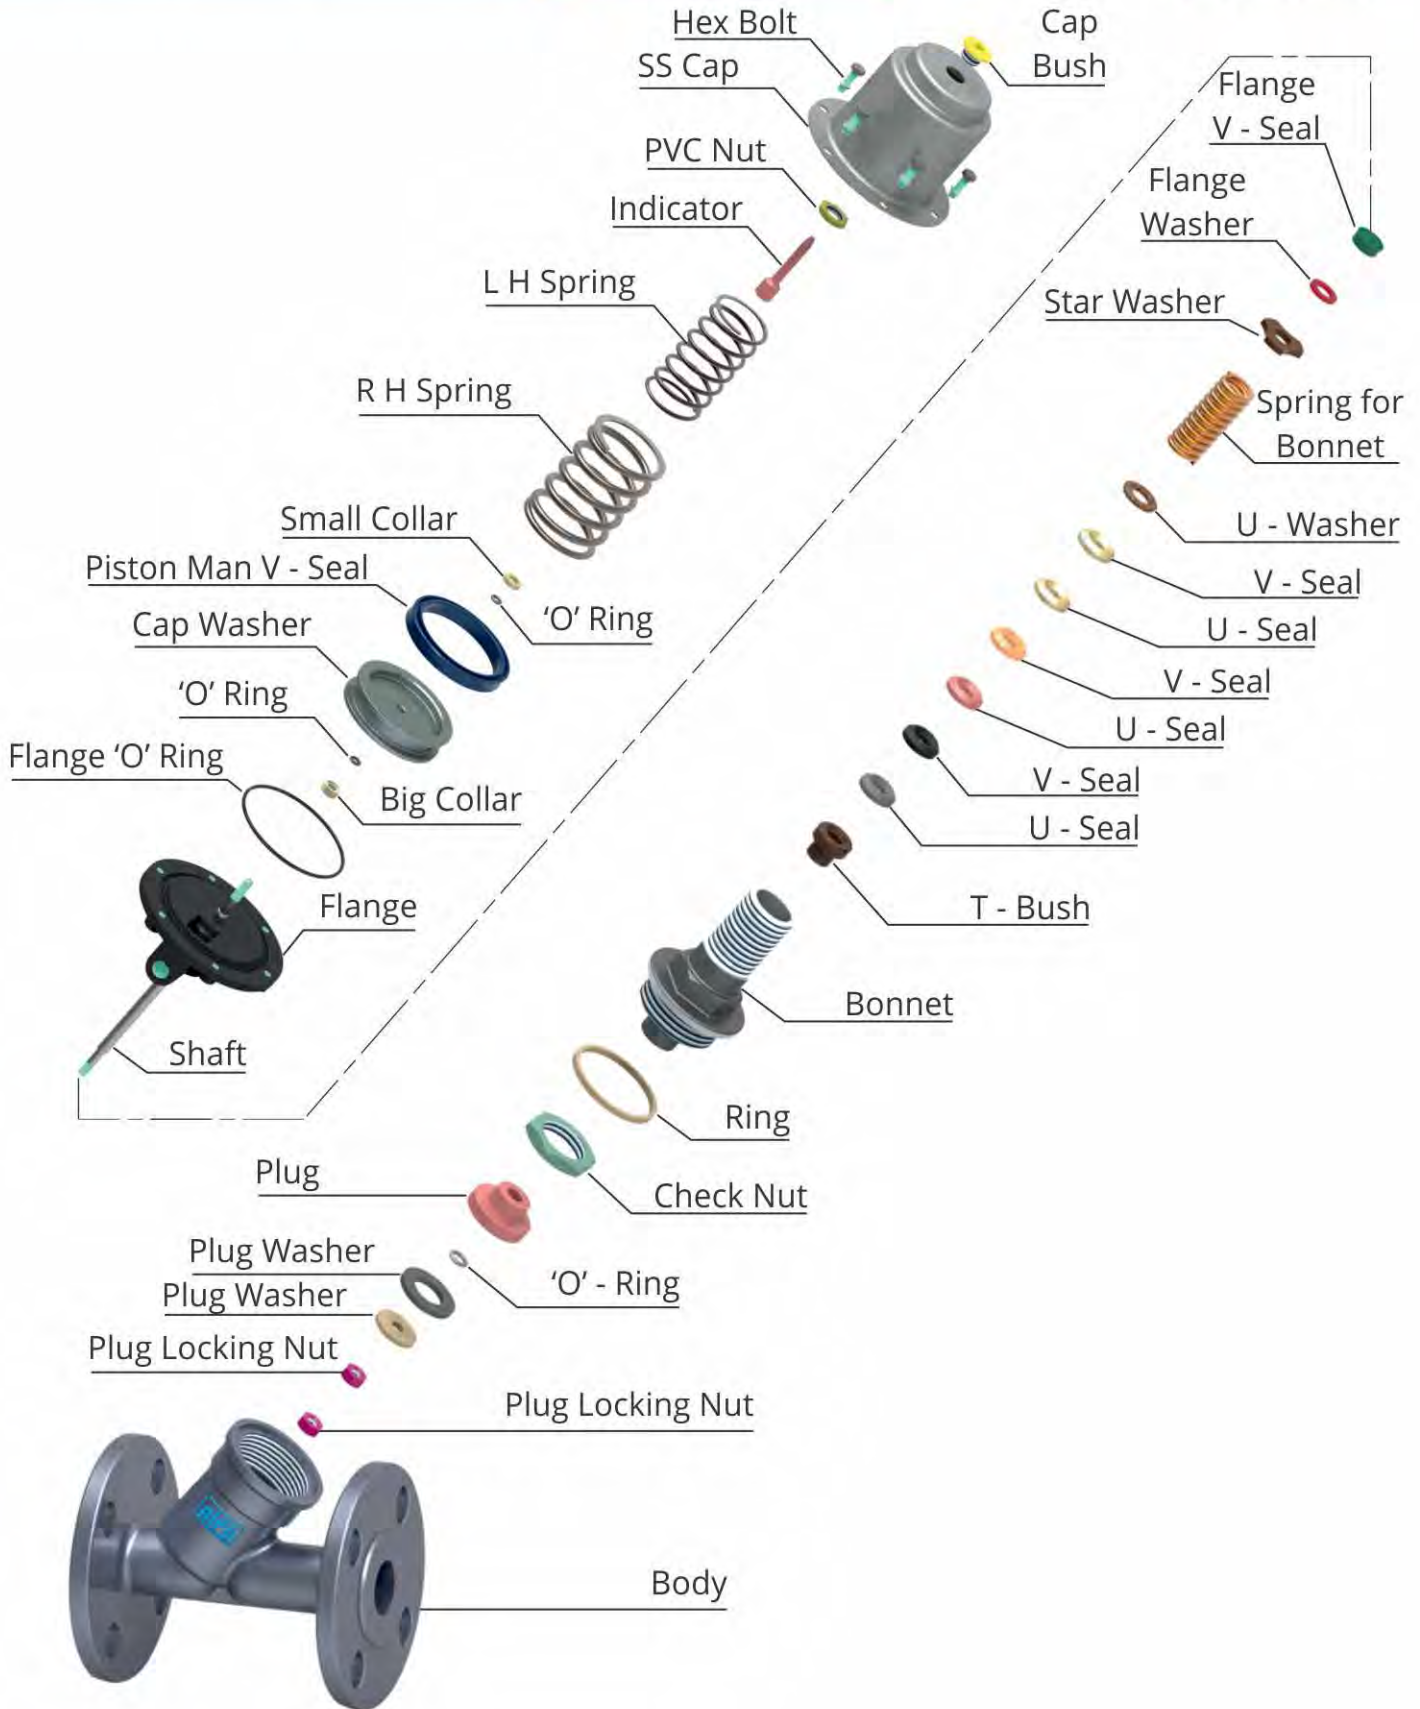 Hex Bolt
SS Cap
Cap
Bush
PVC Nut
Indicator
L H Spring
R H Spring
Small Collar
Piston Man V - Seal
'O' Ring
Cap Washer
'O' Ring
Flange 'O' Ring
Big Collar
Flange
Shaft
Flange
V - Seal
Flange
Washer
Star Washer
Spring for
Bonnet
U - Washer
V - Seal
U - Seal
V - Seal
U - Seal
V - Seal
U - Seal
T - Bush
Bonnet
Ring
Check Nut
Plug
'O' - Ring
Plug Washer
Plug Washer
Plug Locking Nut
Plug Locking Nut
Body